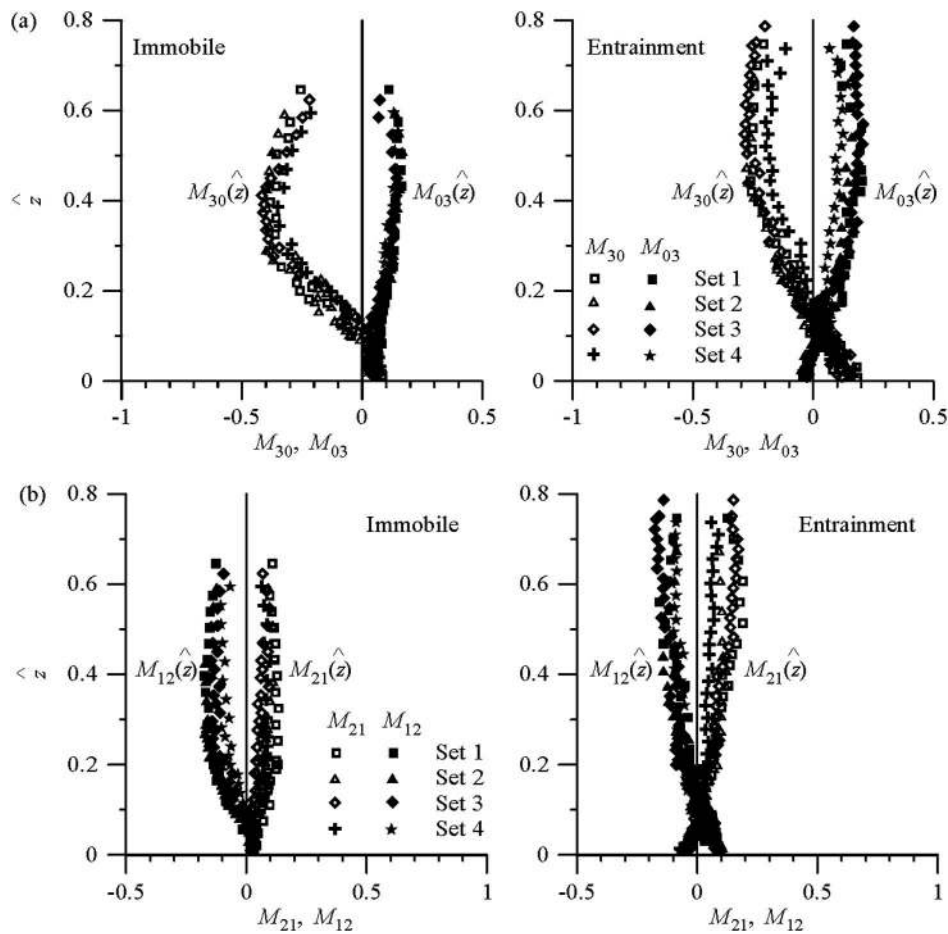 (a)
0.8
0.6
0.4
0.2
0
ẑ
Immobile
M30(ẑ)
M03(ẑ)
-1
-0.5
0
0.5
M30, M03
0.8
0.6
0.4
0.2
0
Entrainment
M30(ẑ)
M03(ẑ)
M30 M03
Set 1
Set 2
Set 3
Set 4
-1
-0.5
0
0.5
M30, M03
(b)
0.8
0.6
0.4
0.2
0
ẑ
Immobile
M12(ẑ)
M21(ẑ)
M21 M12
Set 1
Set 2
Set 3
Set 4
-0.5
0
0.5
1
M21, M12
0.8
0.6
0.4
0.2
0
Entrainment
M12(ẑ)
M21(ẑ)
-0.5
0
0.5
1
M21, M12